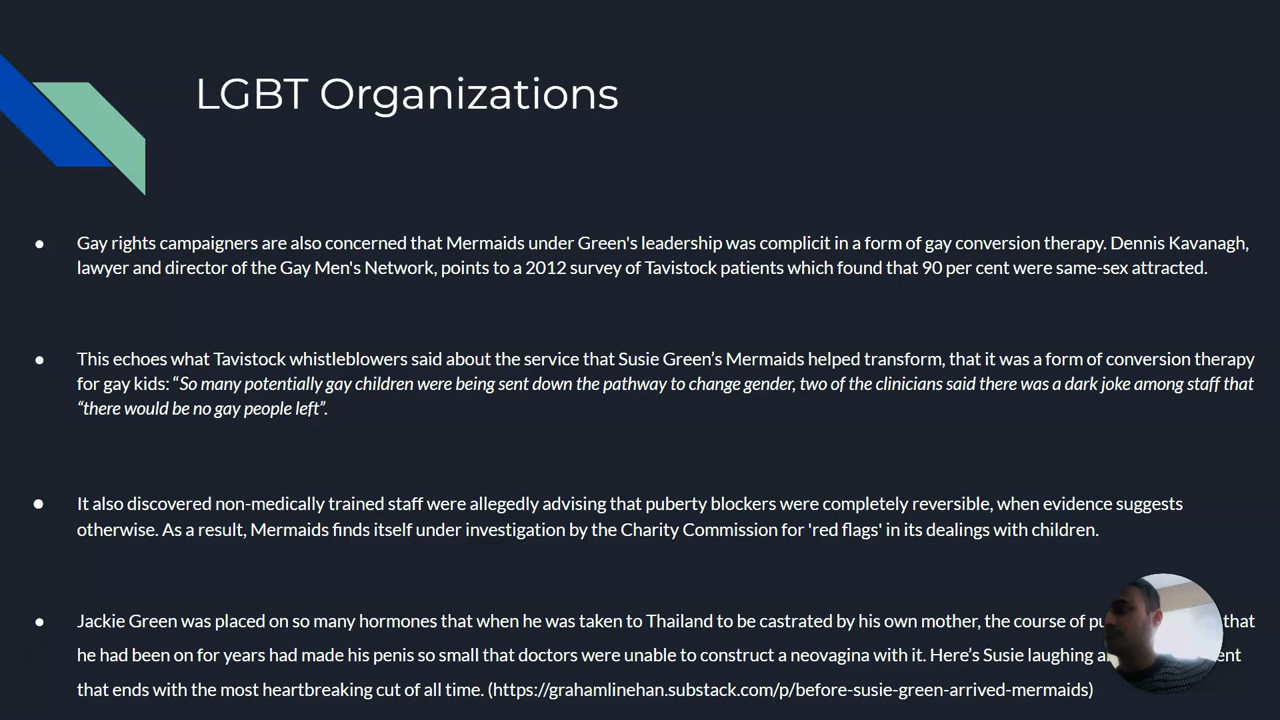 LGBT Organizations
● Gay rights campaigners are also concerned that Mermaids under Green's leadership was complicit in a form of gay conversion therapy. Dennis Kavanagh,
lawyer and director of the Gay Men's Network, points to a 2012 survey of Tavistock patients which found that 90 per cent were same-sex attracted.
● This echoes what Tavistock whistleblowers said about the service that Susie Green’s Mermaids helped transform, that it was a form of conversion therapy
for gay kids: “So many potentially gay children were being sent down the pathway to change gender, two of the clinicians said there was a dark joke among staff that
“there would be no gay people left”.
● It also discovered non-medically trained staff were allegedly advising that puberty blockers were completely reversible, when evidence suggests
otherwise. As a result, Mermaids finds itself under investigation by the Charity Commission for 'red flags' in its dealings with children.
● Jackie Green was placed on so many hormones that when he was taken to Thailand to be castrated by his own mother, the course of that
he had been on for years had made his penis so small that doctors were unable to construct a neovagina with it. Here’s Susie laughing
that ends with the most heartbreaking cut of all time. (https://grahamlinehan.substack.com/p/before-susie-green-arrived-mermaids)